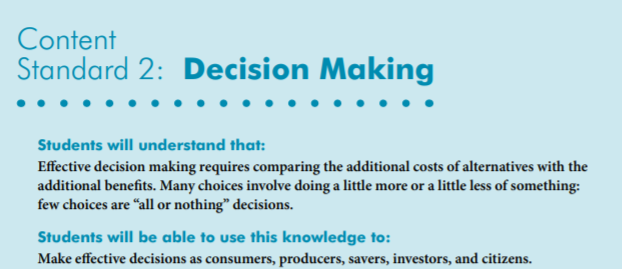 Content
Standard 2: Decision Making
Students will understand that:
Effective decision making requires comparing the additional costs of alternatives with the
additional benefits. Many choices involve doing a little more or a little less of something:
few choices are “all or nothing” decisions.
Students will be able to use this knowledge to:
Make effective decisions as consumers, producers, savers, investors, and citizens.